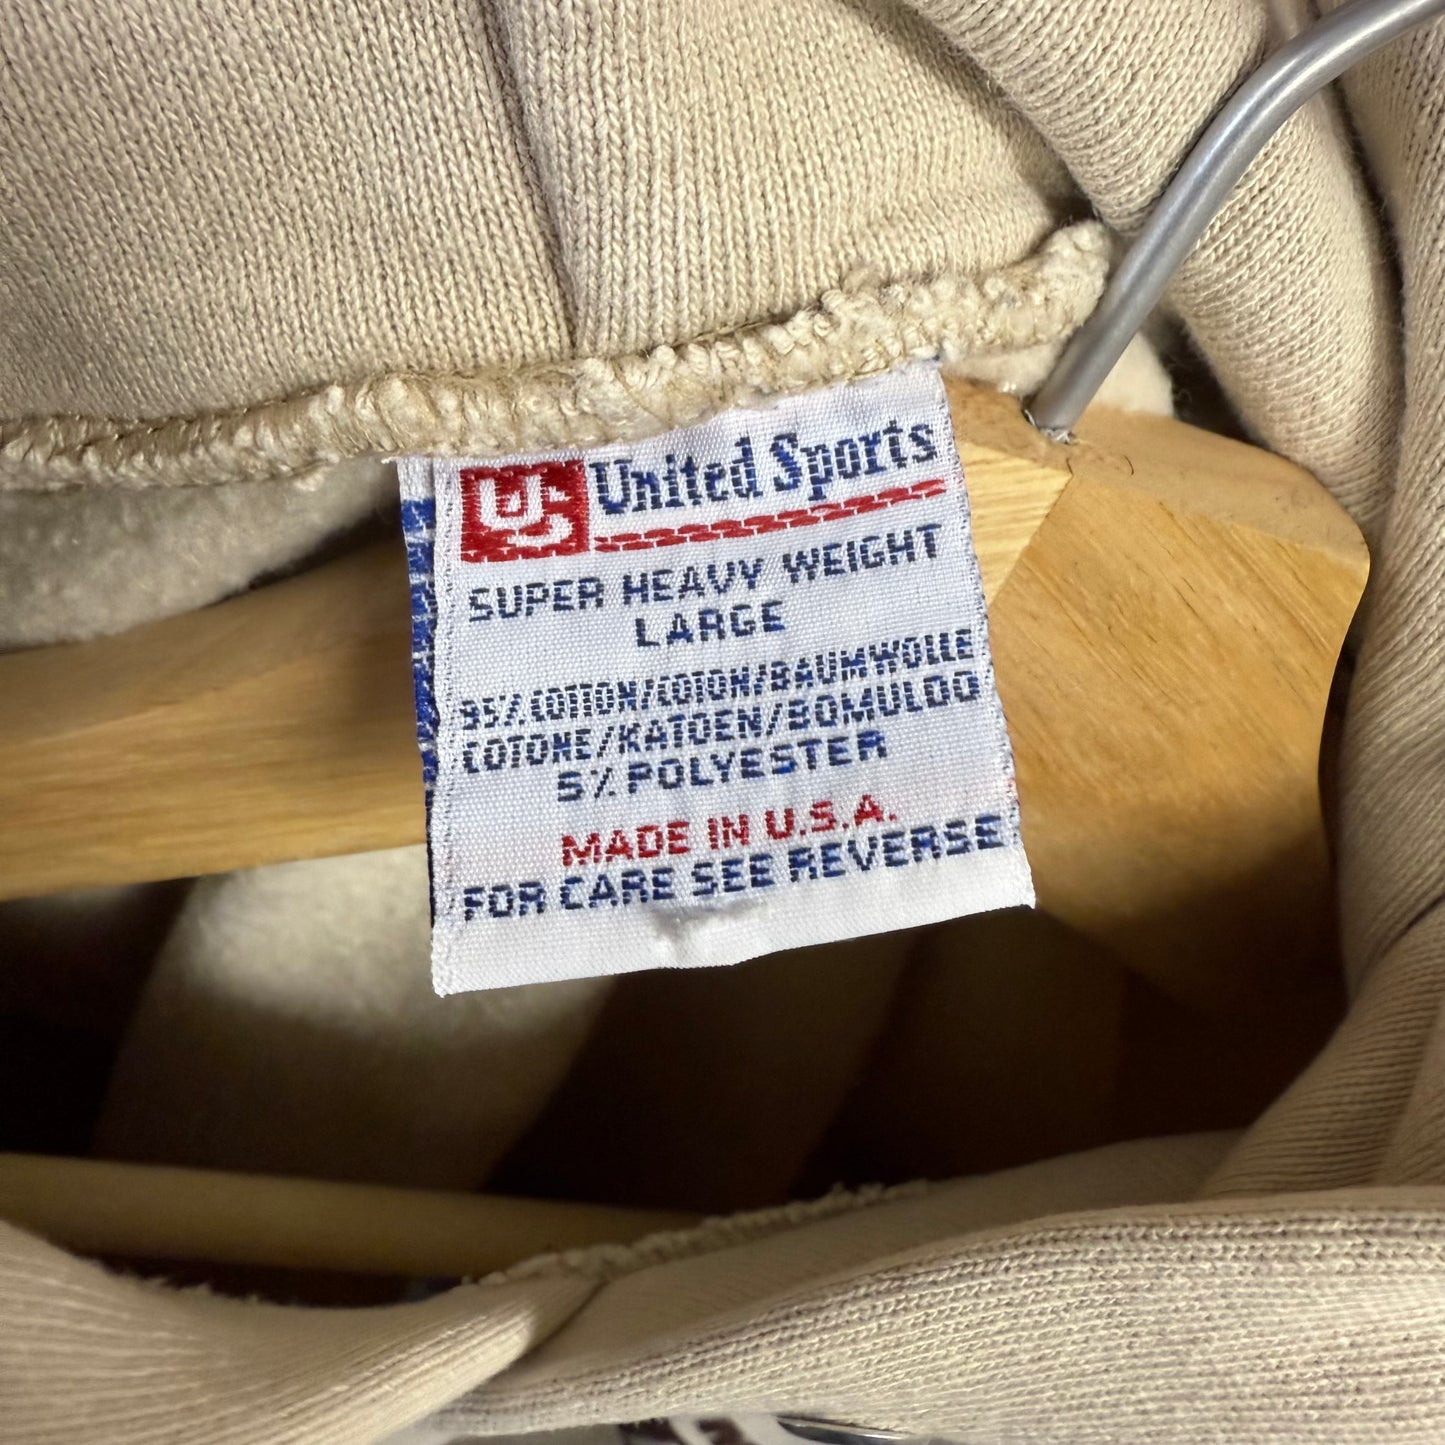 US United Sports
SUPER HEAVY WEIGHT
LARGE
95% COTTON/COTON/BAUMWOLLE
COTONE/KATOEN/BOMULDO
5% POLYESTER
MADE IN U.S.A.
FOR CARE SEE REVERSE